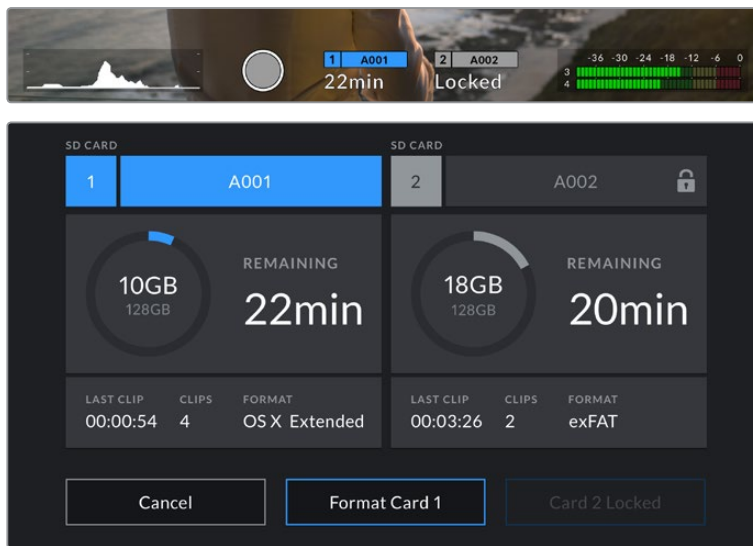 -36 -30 -24 -18 -12 -6 0
1 A001 2 A002
22min Locked
3
4
SD CARD SD CARD
1 A001 2 A002
10GB
128GB
REMAINING
22min
18GB
128GB
REMAINING
20min
LAST CLIP CLIPS FORMAT
00:00:54 4 OS X Extended
LAST CLIP CLIPS FORMAT
00:03:26 2 exFAT
Cancel Format Card 1 Card 2 Locked